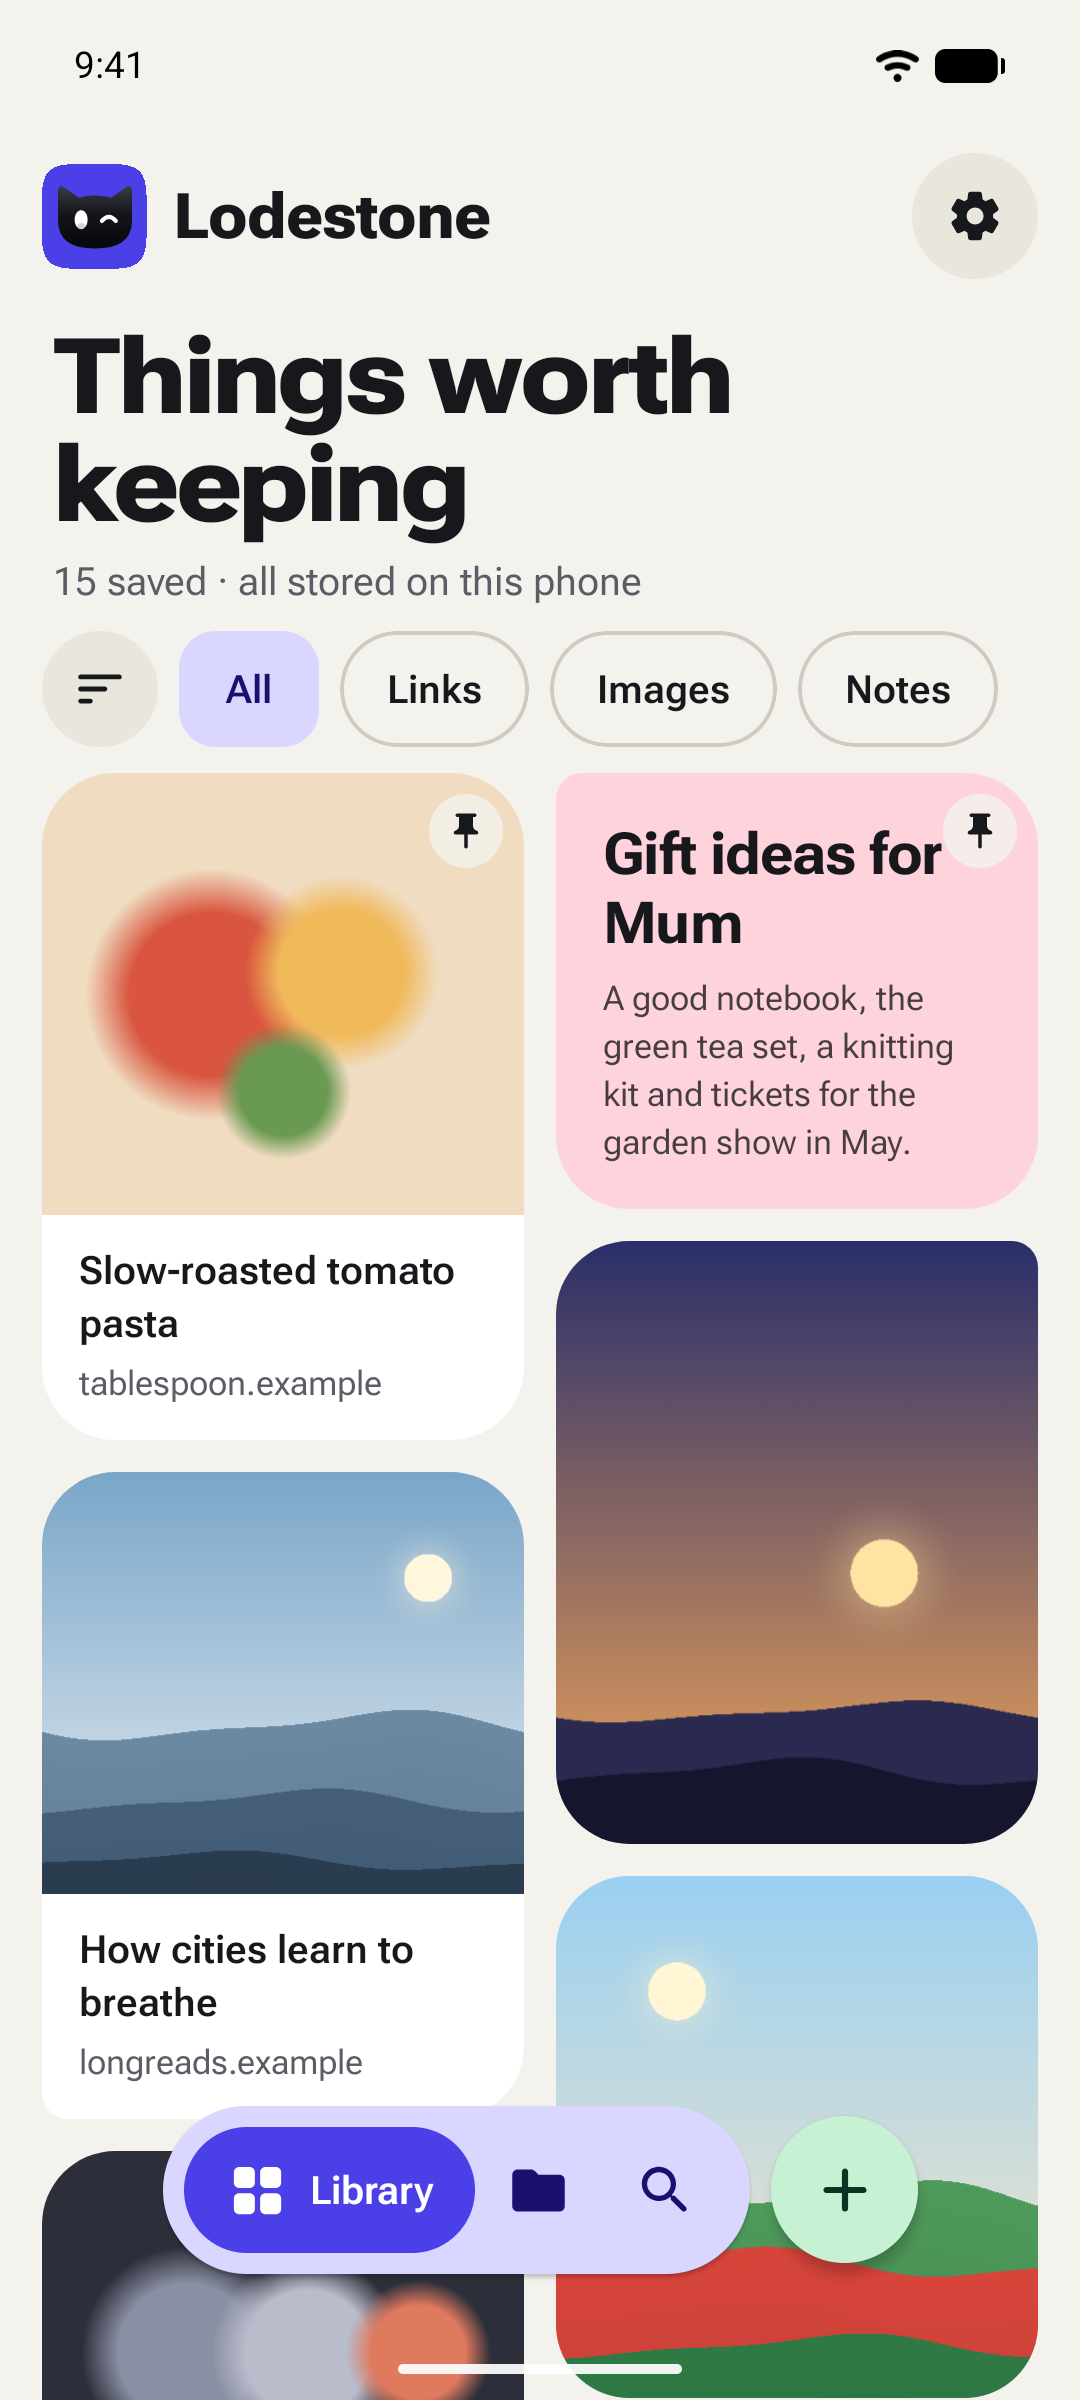 9:41
Lodestone
Things worth
keeping
15 saved · all stored on this phone
All
Links
Images
Notes
Slow-roasted tomato
pasta
tablespoon.example
Gift ideas for
Mum
A good notebook, the
green tea set, a knitting
kit and tickets for the
garden show in May.
How cities learn to
breathe
longreads.example
Library